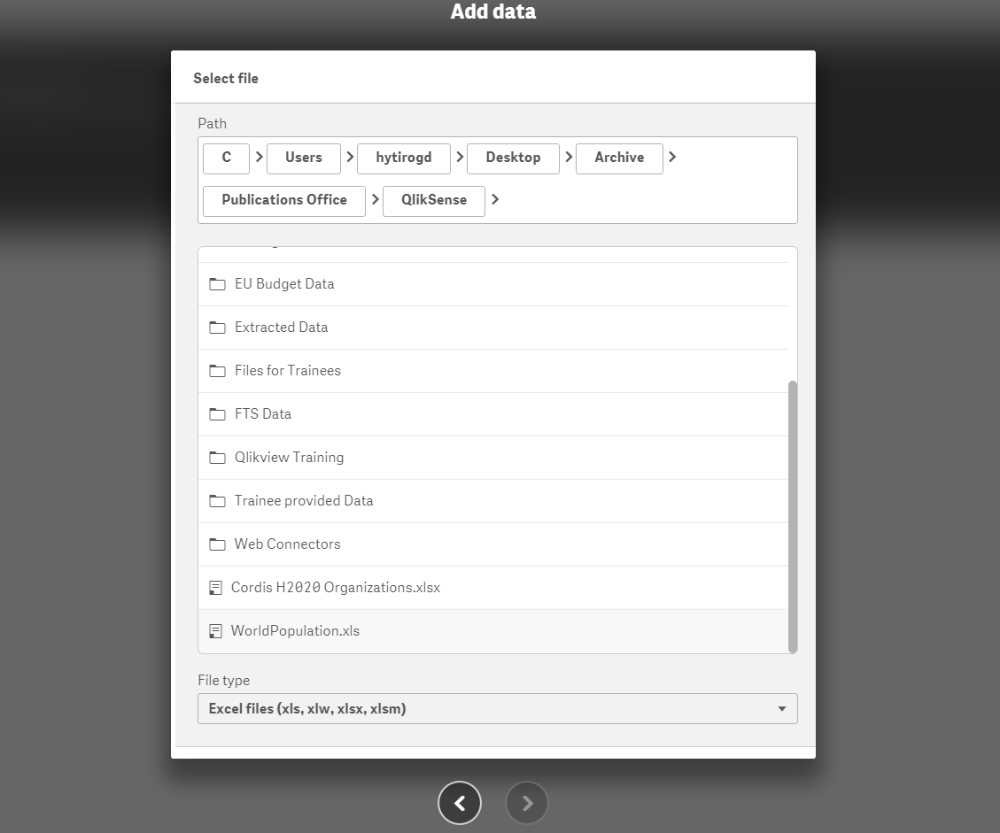 Add data
Select file
Path
C Users hytirogd Desktop Archive
Publications Office QlikSense
EU Budget Data
Extracted Data
Files for Trainees
FTS Data
Qlikview Training
Trainee provided Data
Web Connectors
Cordis H2020 Organizations.xlsx
WorldPopulation.xls
File type
Excel files (xls, xlw, xlsx, xlsm)